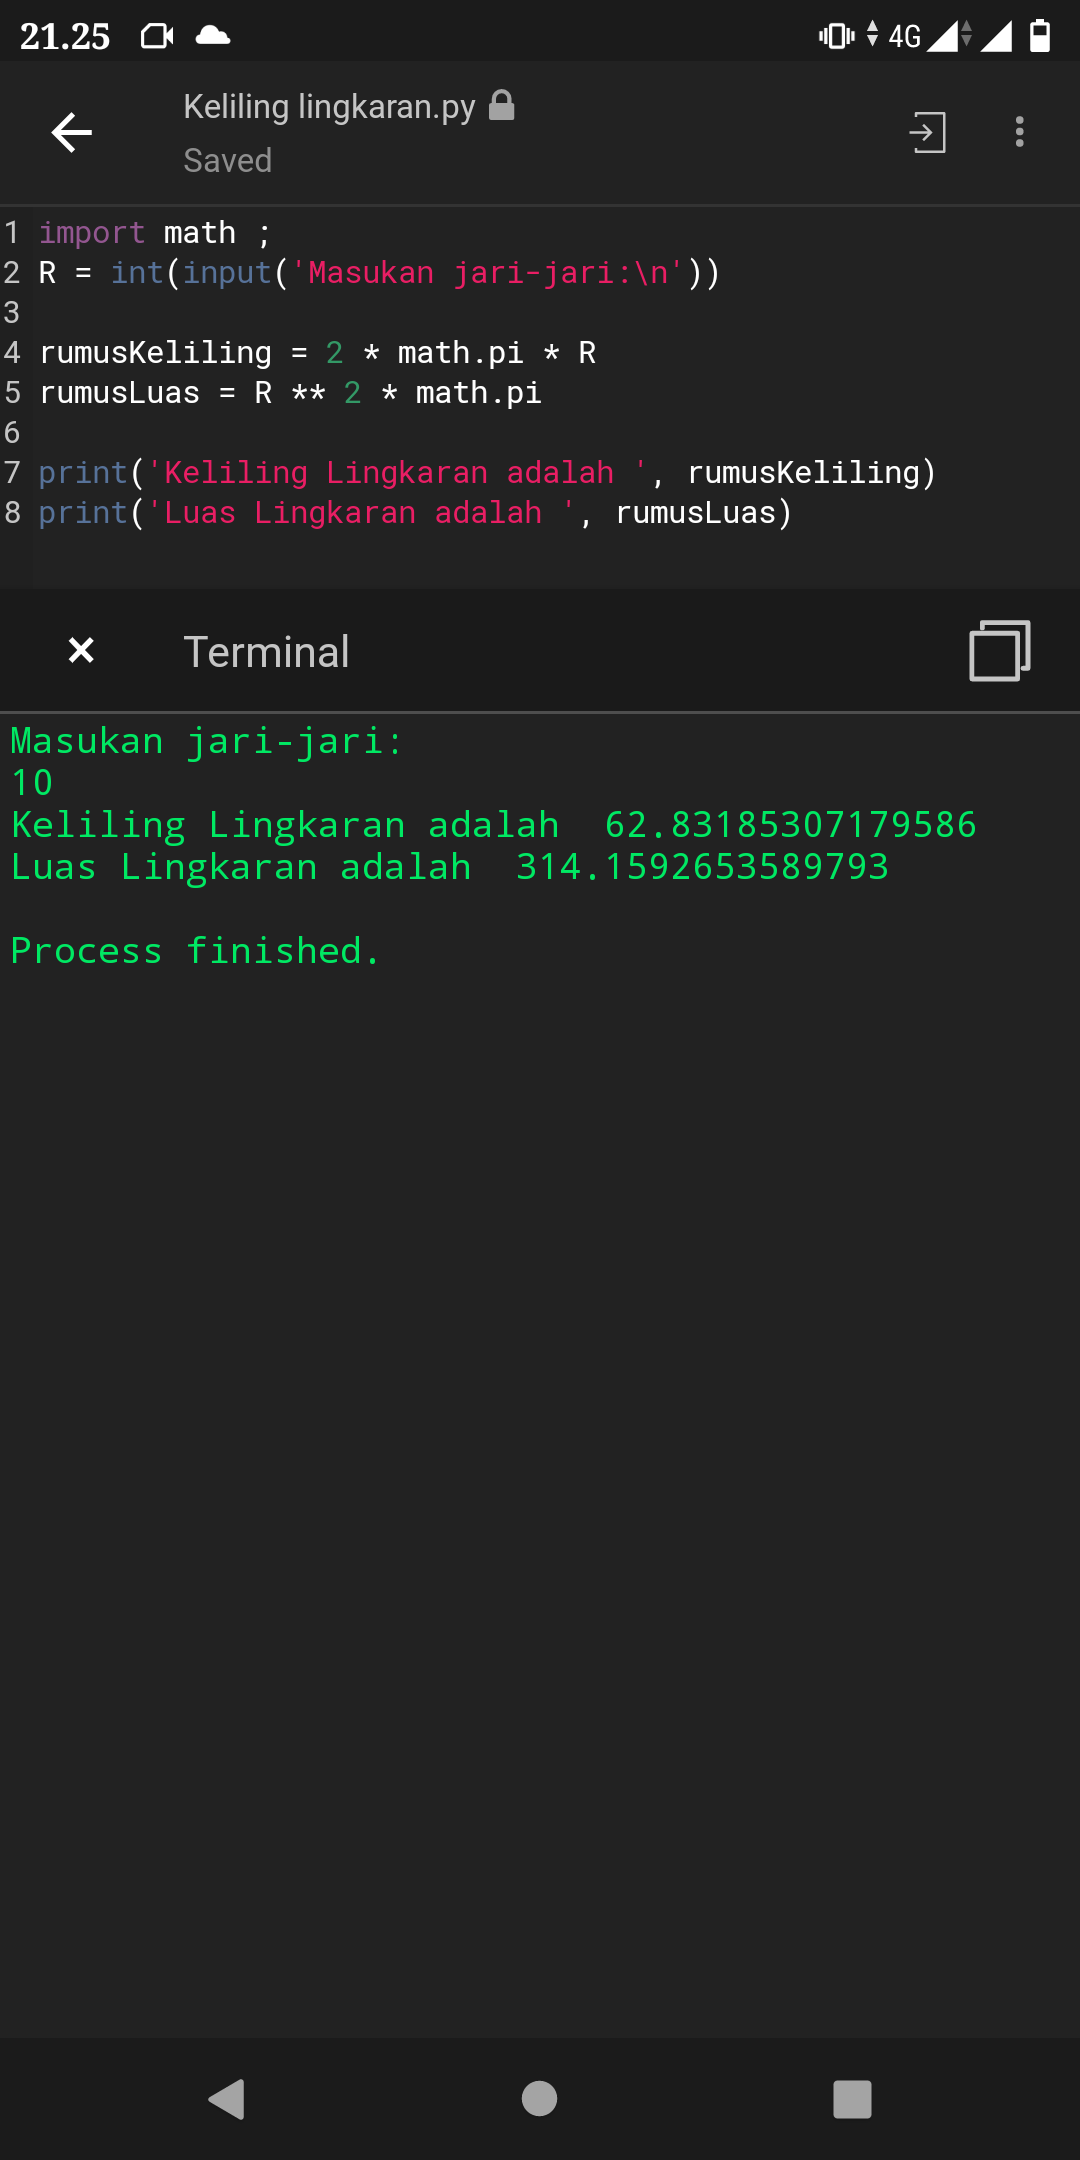 21.25
4G
Keliling lingkaran.py
Saved
1 import math ;
2 R = int(input('Masukan jari-jari:\n'))
3
4 rumusKeliling = 2 * math.pi * R
5 rumusLuas = R ** 2 * math.pi
6
7 print('Keliling Lingkaran adalah ', rumusKeliling)
8 print('Luas Lingkaran adalah ', rumusLuas)
Terminal
Masukan jari-jari:
10
Keliling Lingkaran adalah  62.83185307179586
Luas Lingkaran adalah  314.1592653589793
Process finished.